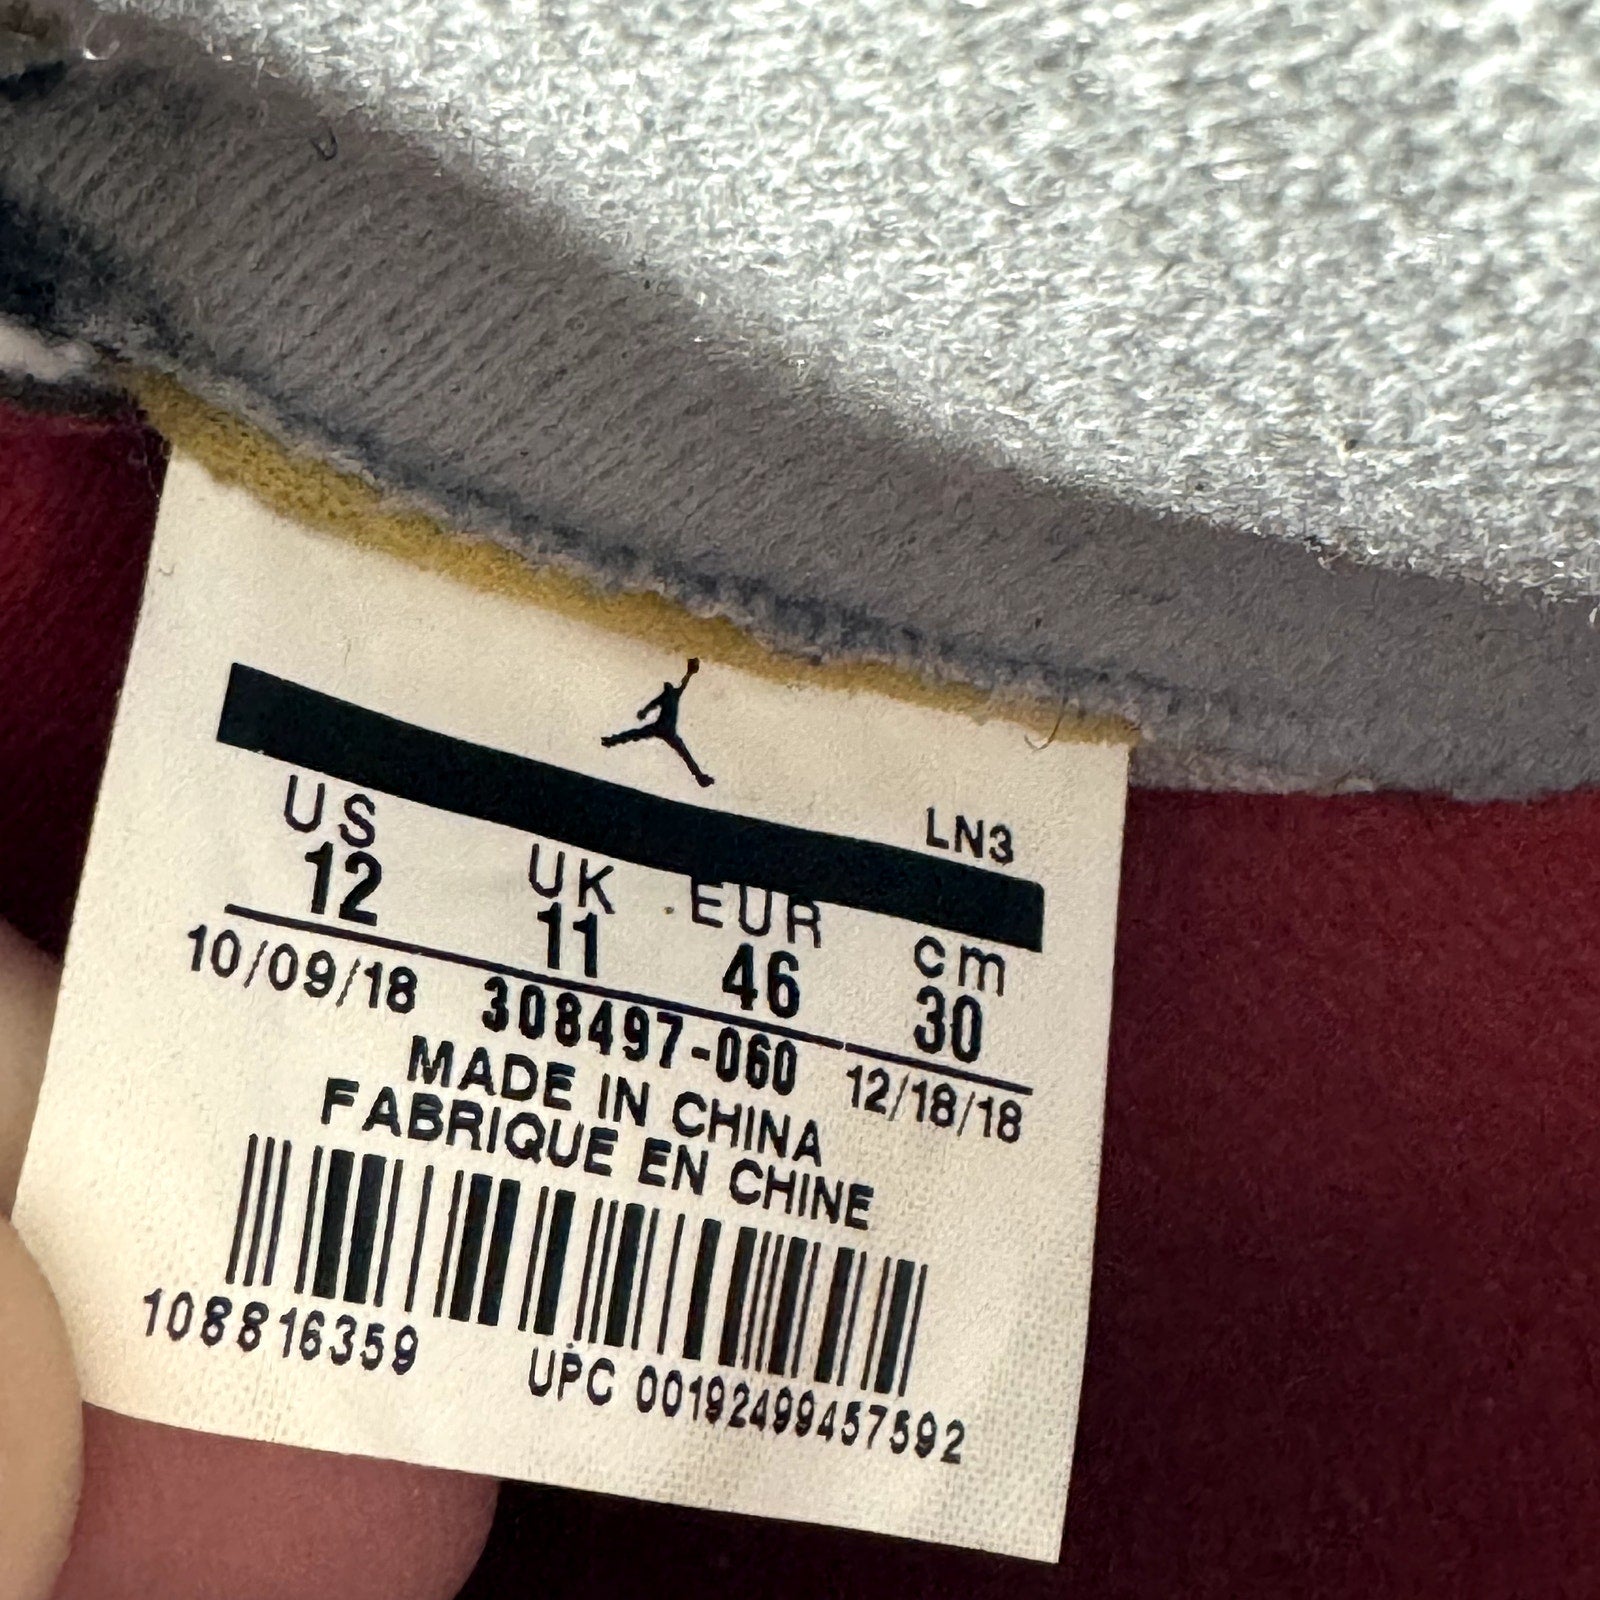 LN3
US UK EUR cm
12 11 46 30
10/09/18 308497-060 12/18/18
MADE IN CHINA
FABRIQUE EN CHINE
108816359 UPC 00192499457592